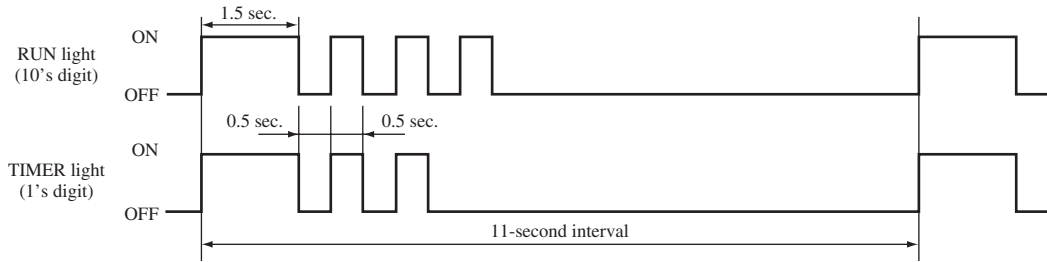 1.5 sec.
ON
RUN light
(10's digit)
OFF
0.5 sec.
0.5 sec.
ON
TIMER light
(1's digit)
OFF
11-second interval